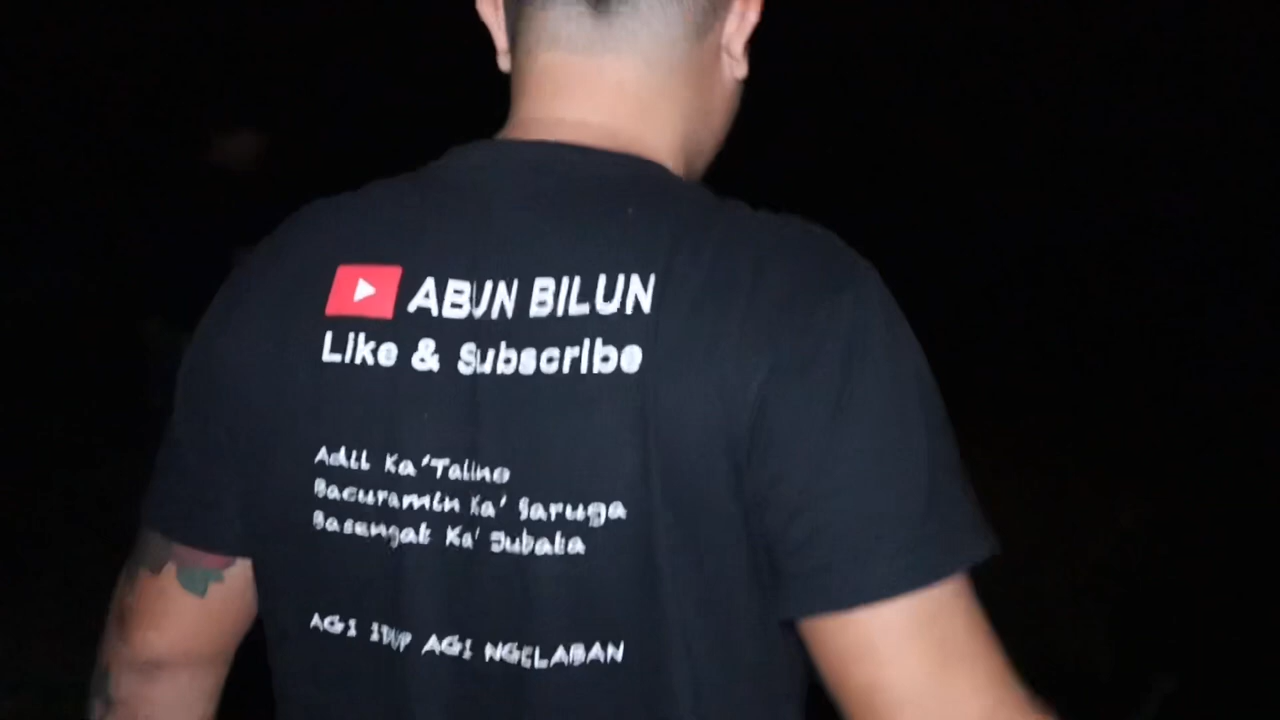 ABUN BILUN
Like & Subscribe
Adil Ka' Talino
Bacuramin Ka' Saruga
Basengat Ka' Jubata
AGI IDUP AGI NGELABAN